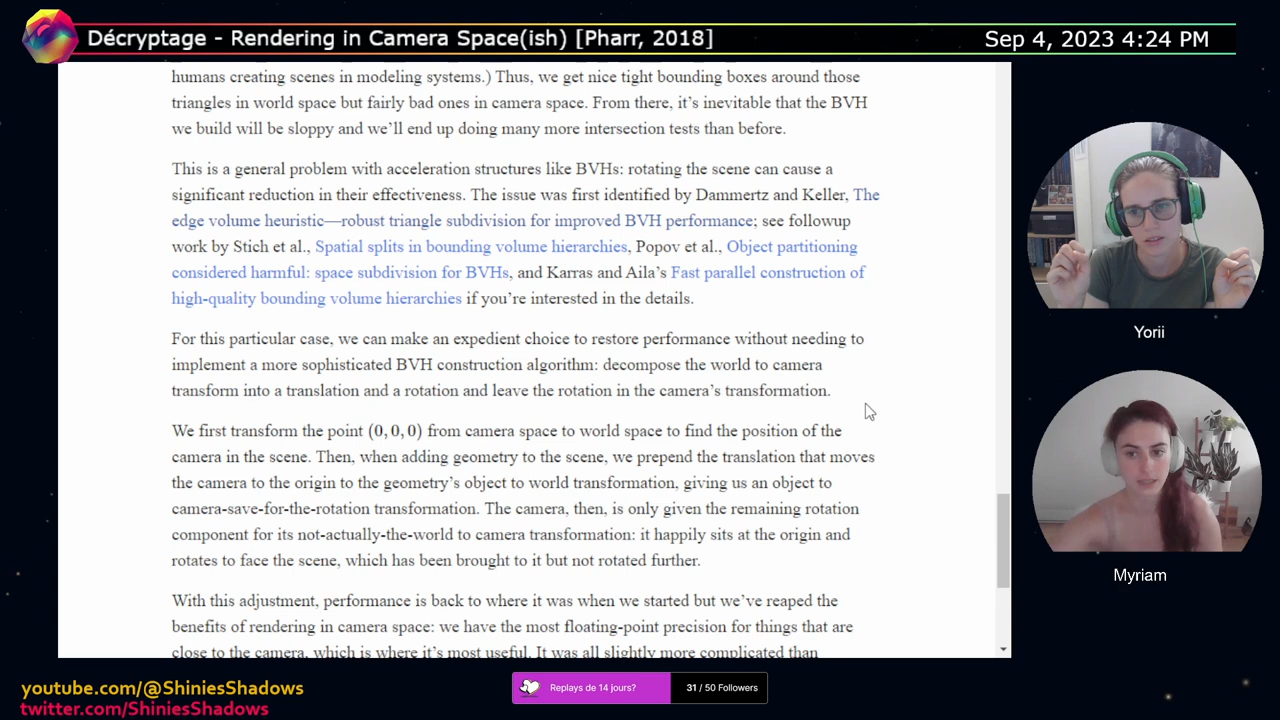 Décryptage - Rendering in Camera Space(ish) [Pharr, 2018]
Sep 4, 2023 4:24 PM
humans creating scenes in modeling systems.) Thus, we get nice tight bounding boxes around those
triangles in world space but fairly bad ones in camera space. From there, it’s inevitable that the BVH
we build will be sloppy and we’ll end up doing many more intersection tests than before.
This is a general problem with acceleration structures like BVHs: rotating the scene can cause a
significant reduction in their effectiveness. The issue was first identified by Dammertz and Keller, The
edge volume heuristic—robust triangle subdivision for improved BVH performance; see followup
work by Stich et al., Spatial splits in bounding volume hierarchies, Popov et al., Object partitioning
considered harmful: space subdivision for BVHs, and Karras and Aila’s Fast parallel construction of
high-quality bounding volume hierarchies if you’re interested in the details.
For this particular case, we can make an expedient choice to restore performance without needing to
implement a more sophisticated BVH construction algorithm: decompose the world to camera
transform into a translation and a rotation and leave the rotation in the camera’s transformation.
We first transform the point (0, 0, 0) from camera space to world space to find the position of the
camera in the scene. Then, when adding geometry to the scene, we prepend the translation that moves
the camera to the origin to the geometry’s object to world transformation, giving us an object to
camera-save-for-the-rotation transformation. The camera, then, is only given the remaining rotation
component for its not-actually-the-world to camera transformation: it happily sits at the origin and
rotates to face the scene, which has been brought to it but not rotated further.
With this adjustment, performance is back to where it was when we started but we’ve reaped the
benefits of rendering in camera space: we have the most floating-point precision for things that are
close to the camera, which is where it’s most useful. It was all slightly more complicated than
Yorii
Myriam
Replays de 14 jours?
31 / 50 Followers
youtube.com/@ShiniesShadows
twitter.com/ShiniesShadows